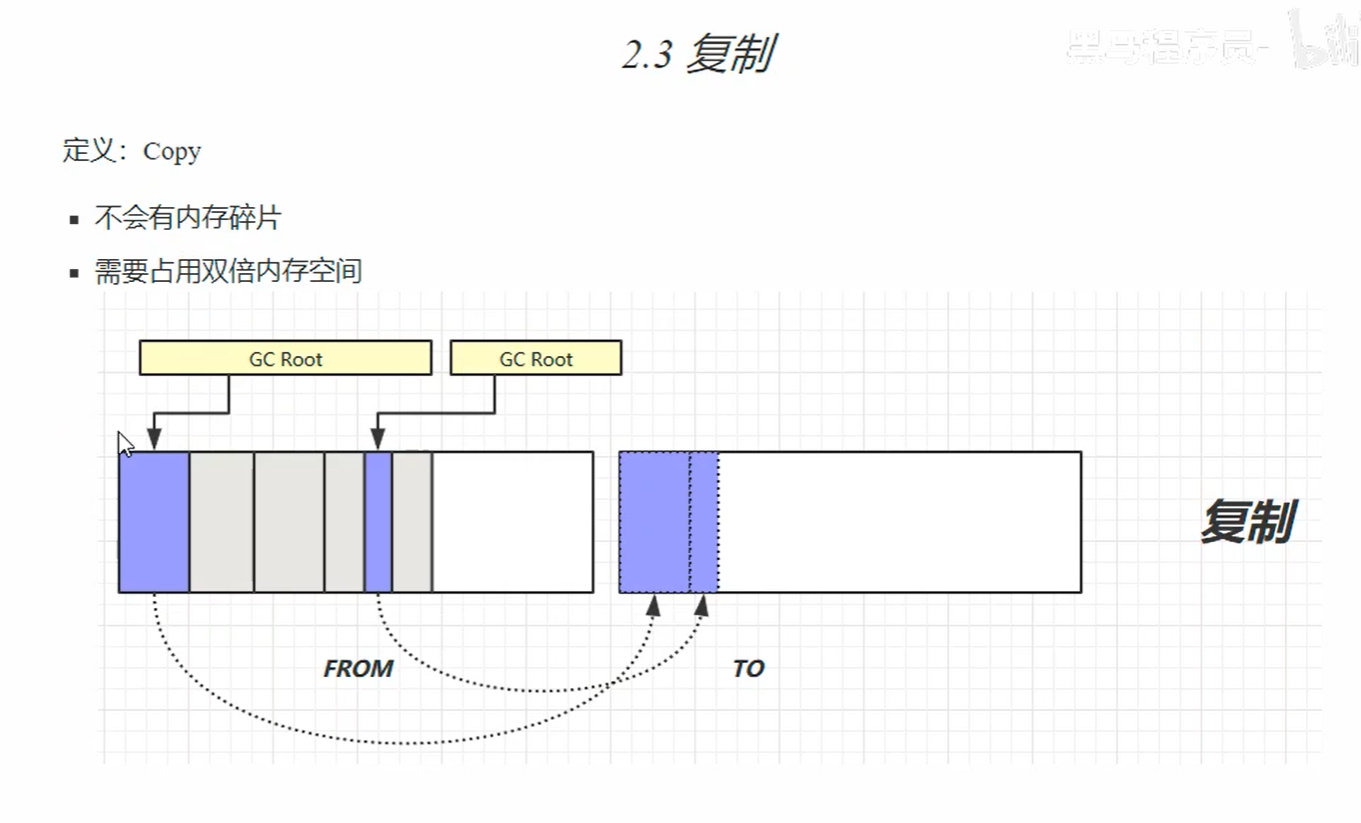 2.3 复制
黑马程序员-
定义：Copy
▪ 不会有内存碎片
▪ 需要占用双倍内存空间
GC Root
GC Root
复制
FROM
TO